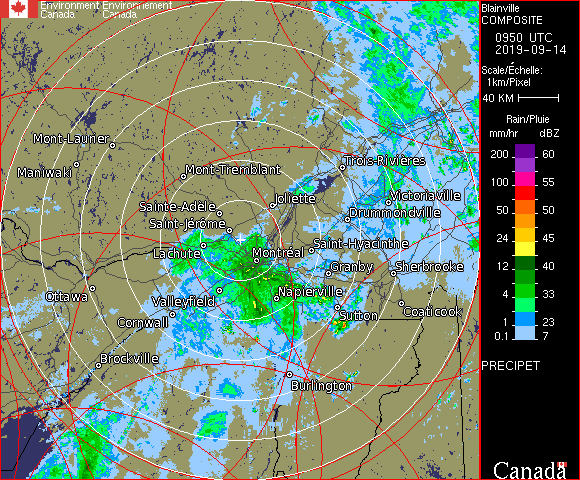 Environment Environnement
Canada Canada
Blainville
COMPOSITE
0950 UTC
2019-09-14
Scale/Échelle:
1km/Pixel
40 KM
Rain/Pluie
mm/hr dBZ
200 60
100 55
50 50
24 45
12 40
4 33
1 23
0.1 7
PRECIPET
Canada
Mont-Laurier
Maniwaki
Mont-Tremblant
Trois-Rivières
Joliette
Victoriaville
Sainte-Adèle
Drummondville
Saint-Jérôme
Saint-Hyacinthe
Lachute
Montréal
Granby
Sherbrooke
Ottawa
Valleyfield
Napierville
Cornwall
Sutton
Coaticook
Brockville
Burlington